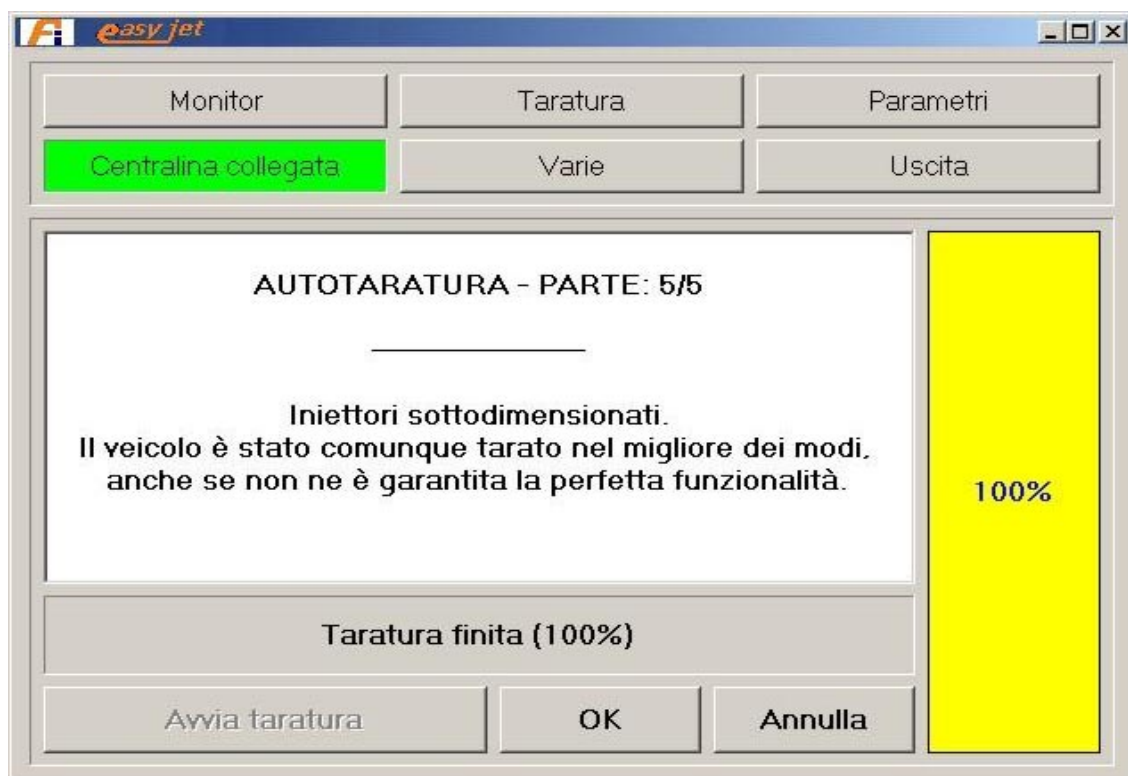 easy jet
Monitor
Taratura
Parametri
Centralina collegata
Varie
Uscita
AUTOTARATURA - PARTE: 5/5
Iniettori sottodimensionati.
Il veicolo è stato comunque tarato nel migliore dei modi,
anche se non ne è garantita la perfetta funzionalità.
100%
Taratura finita (100%)
Avvia taratura
OK
Annulla